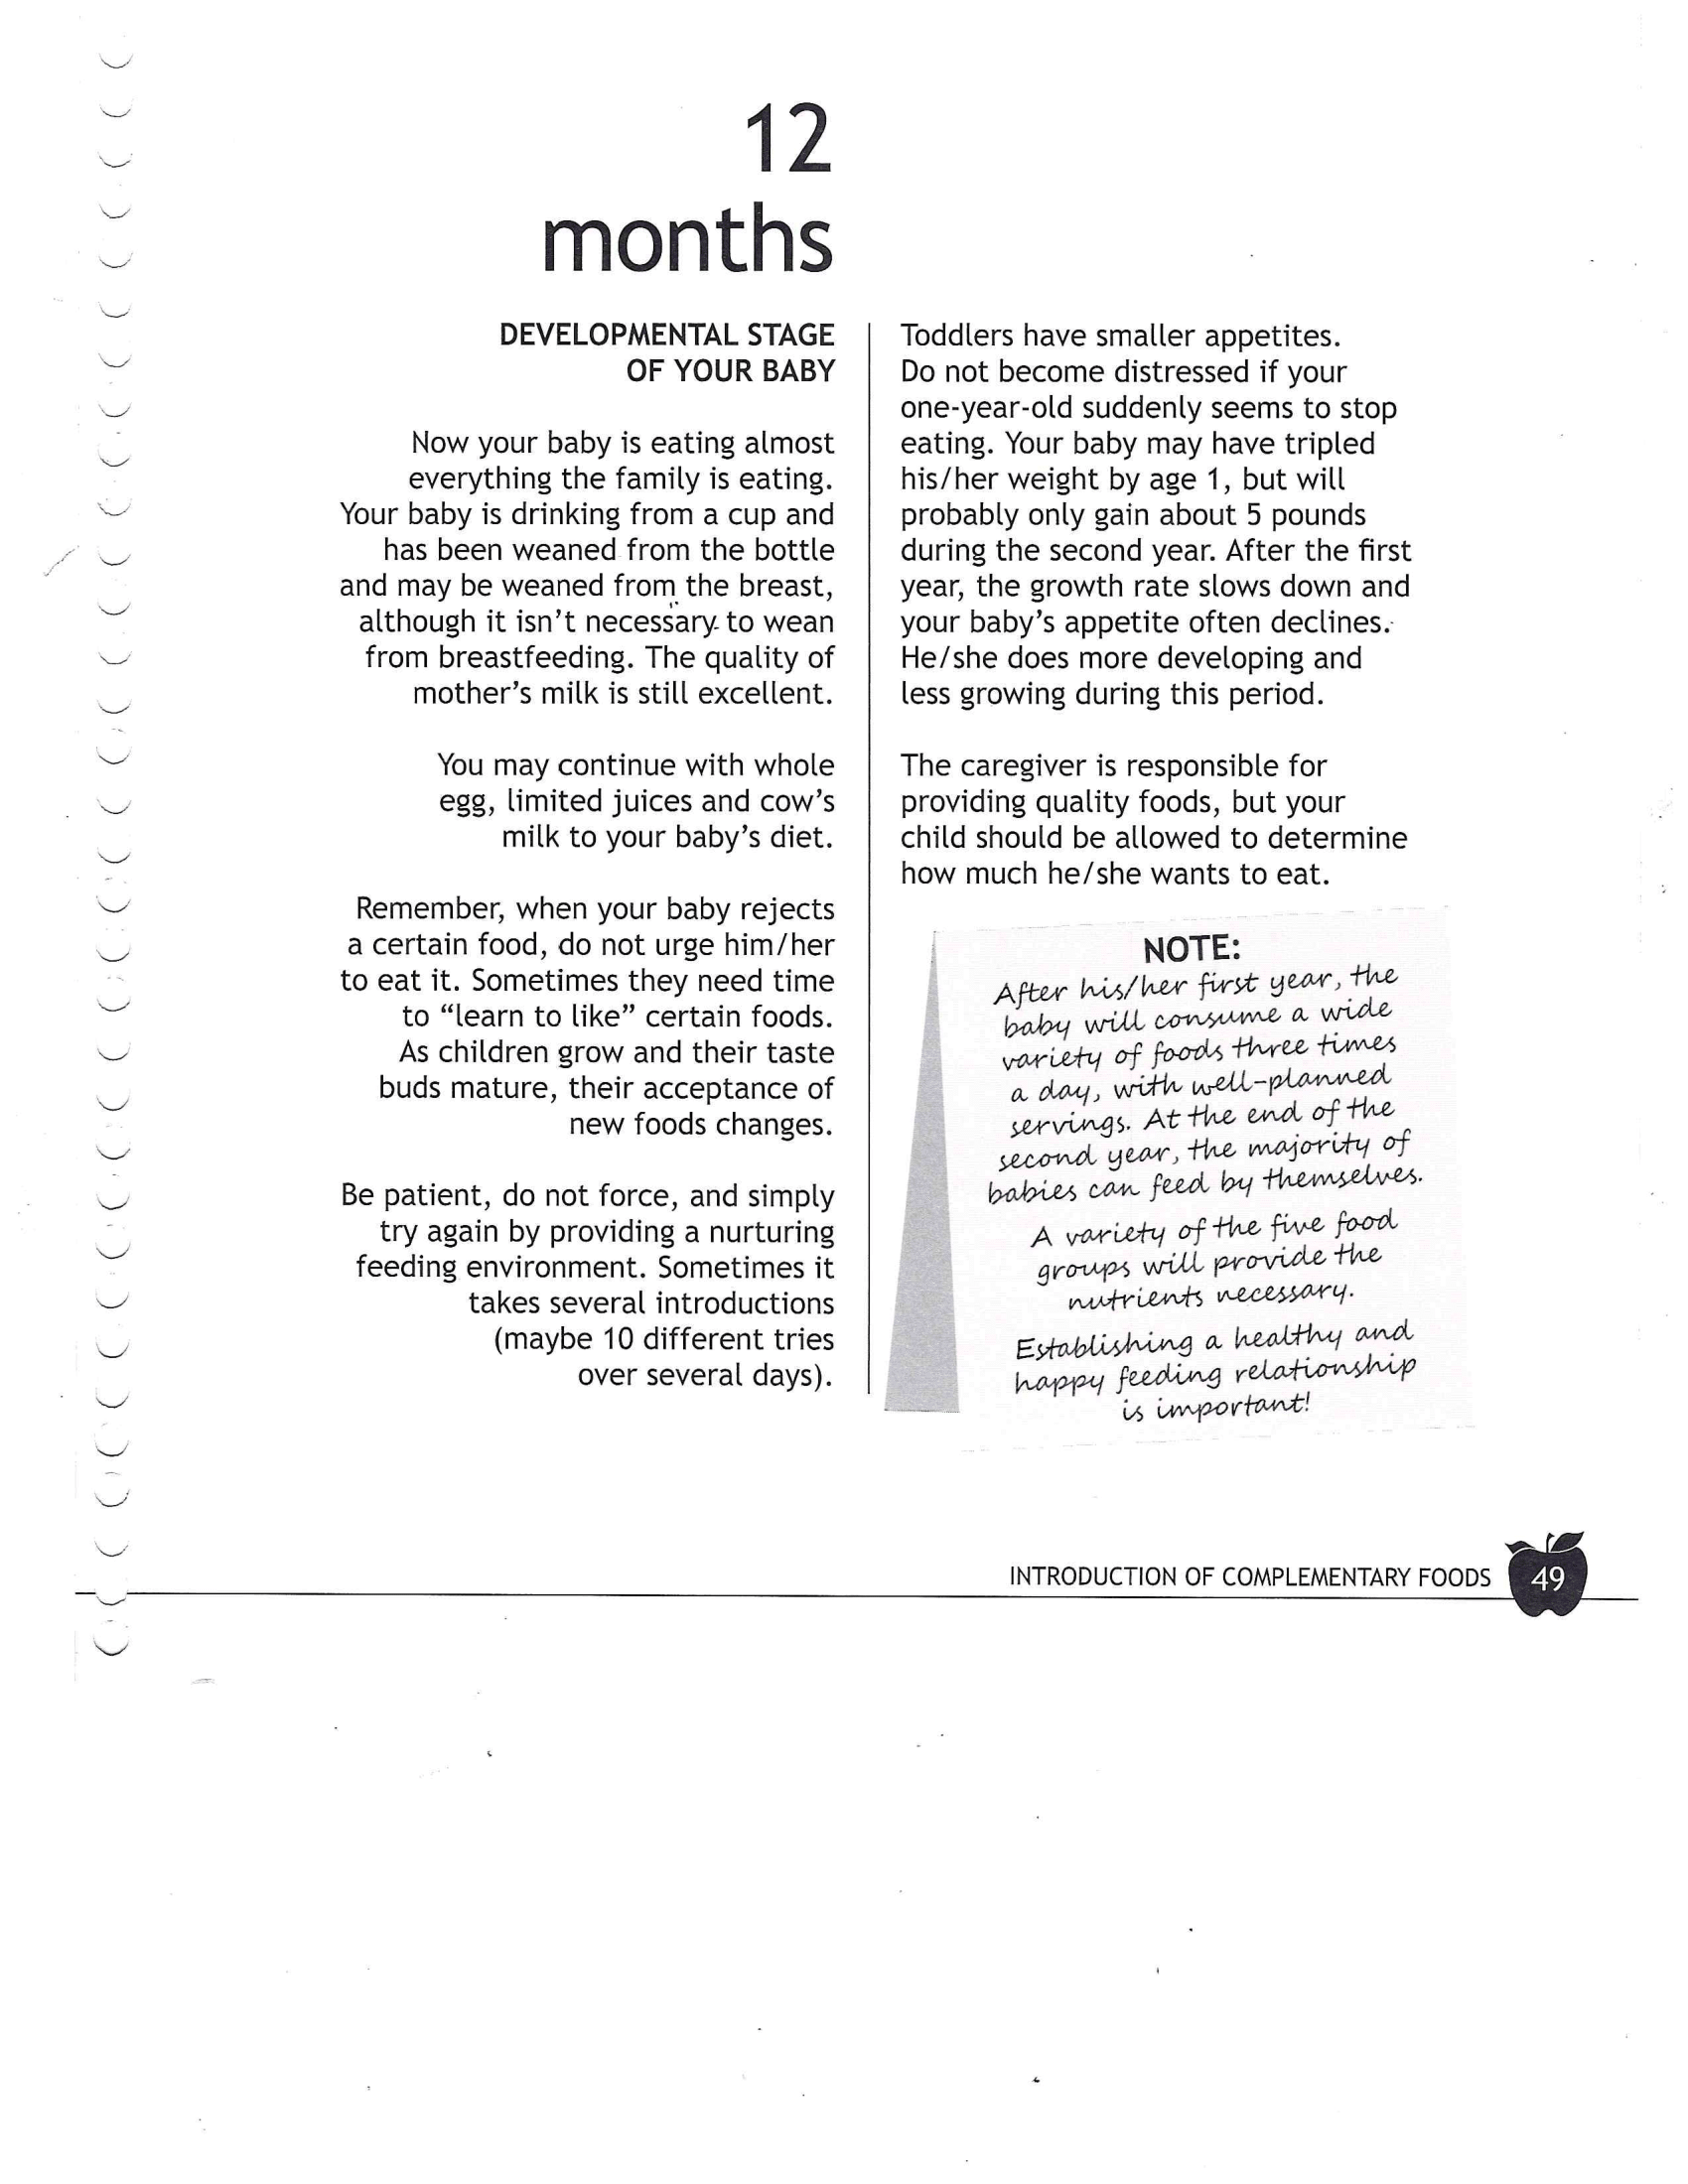 12
months
DEVELOPMENTAL STAGE
OF YOUR BABY
Now your baby is eating almost
everything the family is eating.
Your baby is drinking from a cup and
has been weaned from the bottle
and may be weaned from the breast,
although it isn't necessary to wean
from breastfeeding. The quality of
mother's milk is still excellent.
You may continue with whole
egg, limited juices and cow's
milk to your baby's diet.
Remember, when your baby rejects
a certain food, do not urge him/her
to eat it. Sometimes they need time
to “learn to like” certain foods.
As children grow and their taste
buds mature, their acceptance of
new foods changes.
Be patient, do not force, and simply
try again by providing a nurturing
feeding environment. Sometimes it
takes several introductions
(maybe 10 different tries
over several days).
Toddlers have smaller appetites.
Do not become distressed if your
one-year-old suddenly seems to stop
eating. Your baby may have tripled
his/her weight by age 1, but will
probably only gain about 5 pounds
during the second year. After the first
year, the growth rate slows down and
your baby's appetite often declines.
He/she does more developing and
less growing during this period.
The caregiver is responsible for
providing quality foods, but your
child should be allowed to determine
how much he/she wants to eat.
NOTE:
After his/her first year, the
baby will consume a wide
variety of foods three times
a day, with well-planned
servings. At the end of the
second year, the majority of
babies can feed by themselves.
A variety of the five food
groups will provide the
nutrients necessary.
Establishing a healthy and
happy feeding relationship
is important!
INTRODUCTION OF COMPLEMENTARY FOODS 49